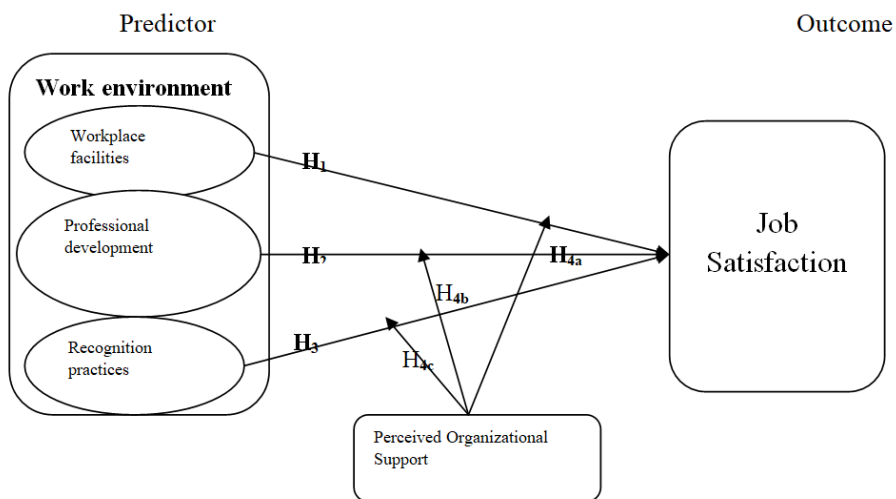 Predictor
Outcome
Work environment
Workplace
facilities
H1
Professional
development
Job
Satisfaction
H2
H4a
H4b
Recognition
practices
H3
H4c
Perceived Organizational
Support